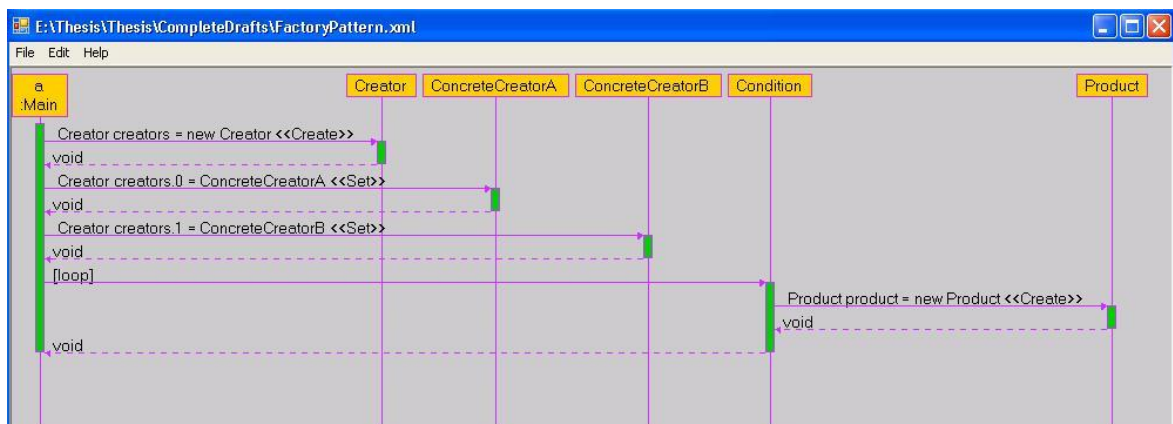 E:\Thesis\Thesis\CompleteDrafts\FactoryPattern.xml
File Edit Help
a
:Main
Creator
ConcreteCreatorA
ConcreteCreatorB
Condition
Product
Creator creators = new Creator <<Create>>
void
Creator creators.0 = ConcreteCreatorA <<Set>>
void
Creator creators.1 = ConcreteCreatorB <<Set>>
void
[loop]
Product product = new Product <<Create>>
void
void